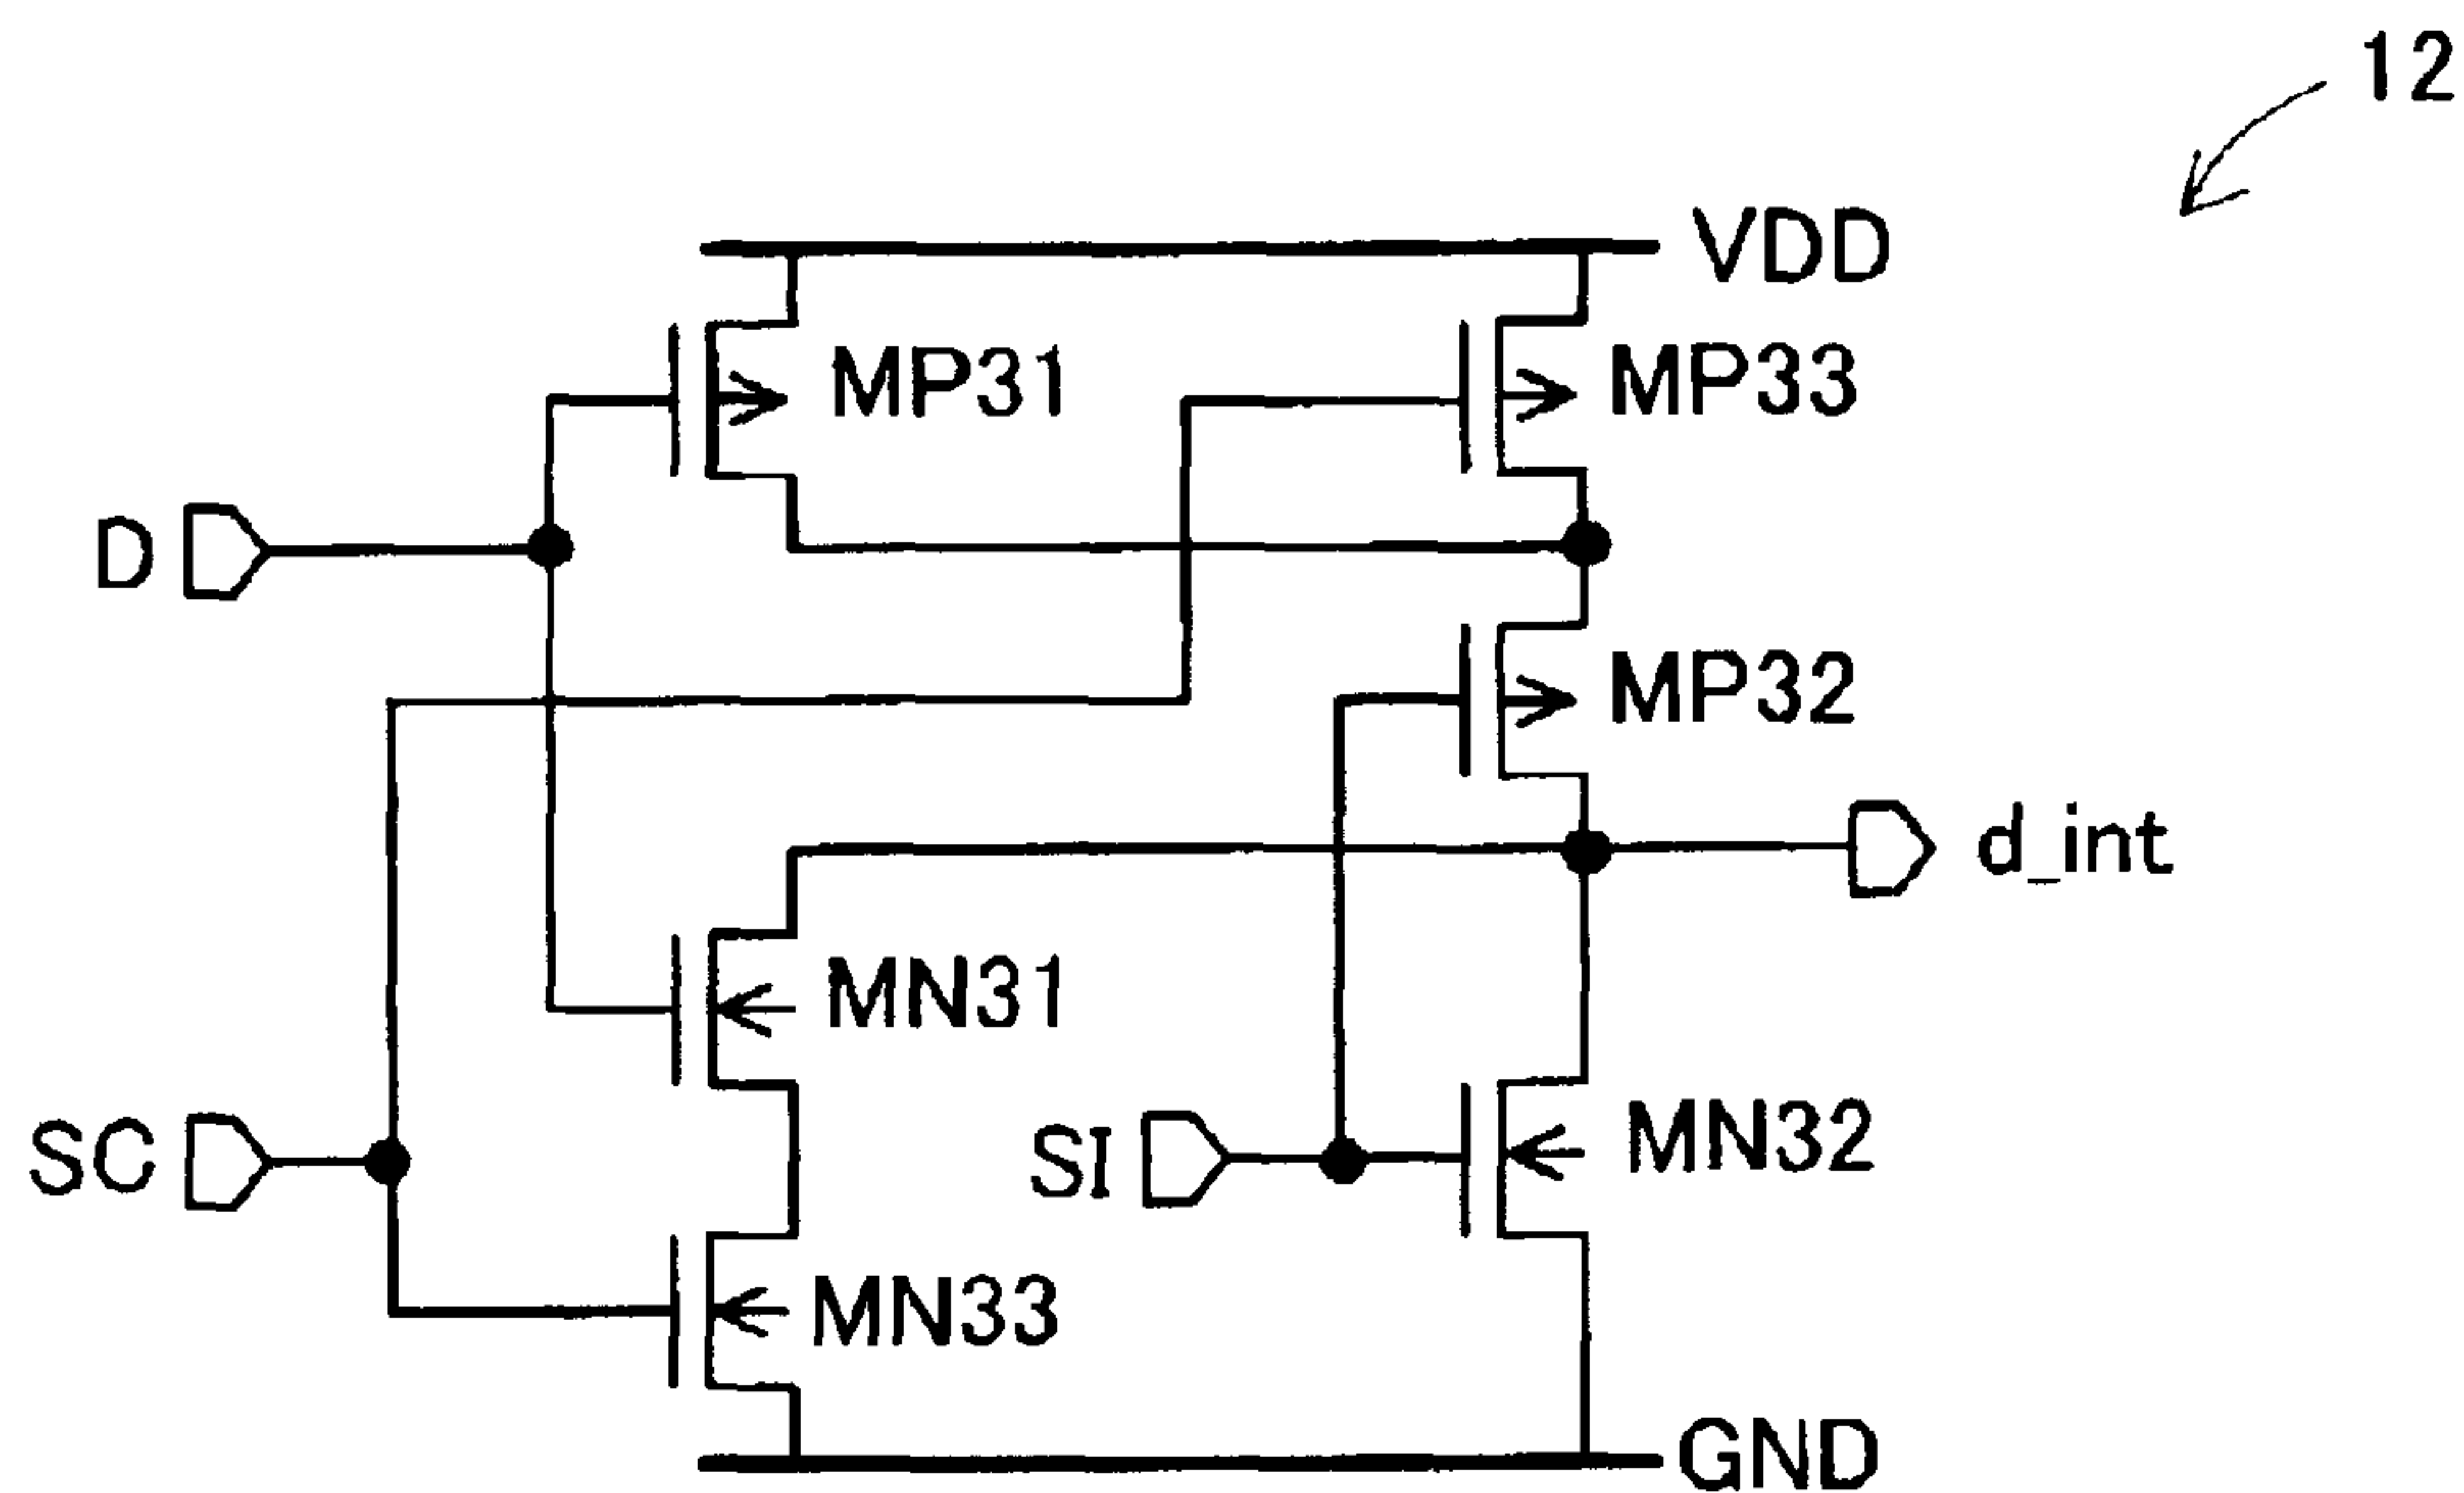 12
VDD
MP31
MP33
D
MP32
d_int
MN31
SC
SI
MN32
MN33
GND